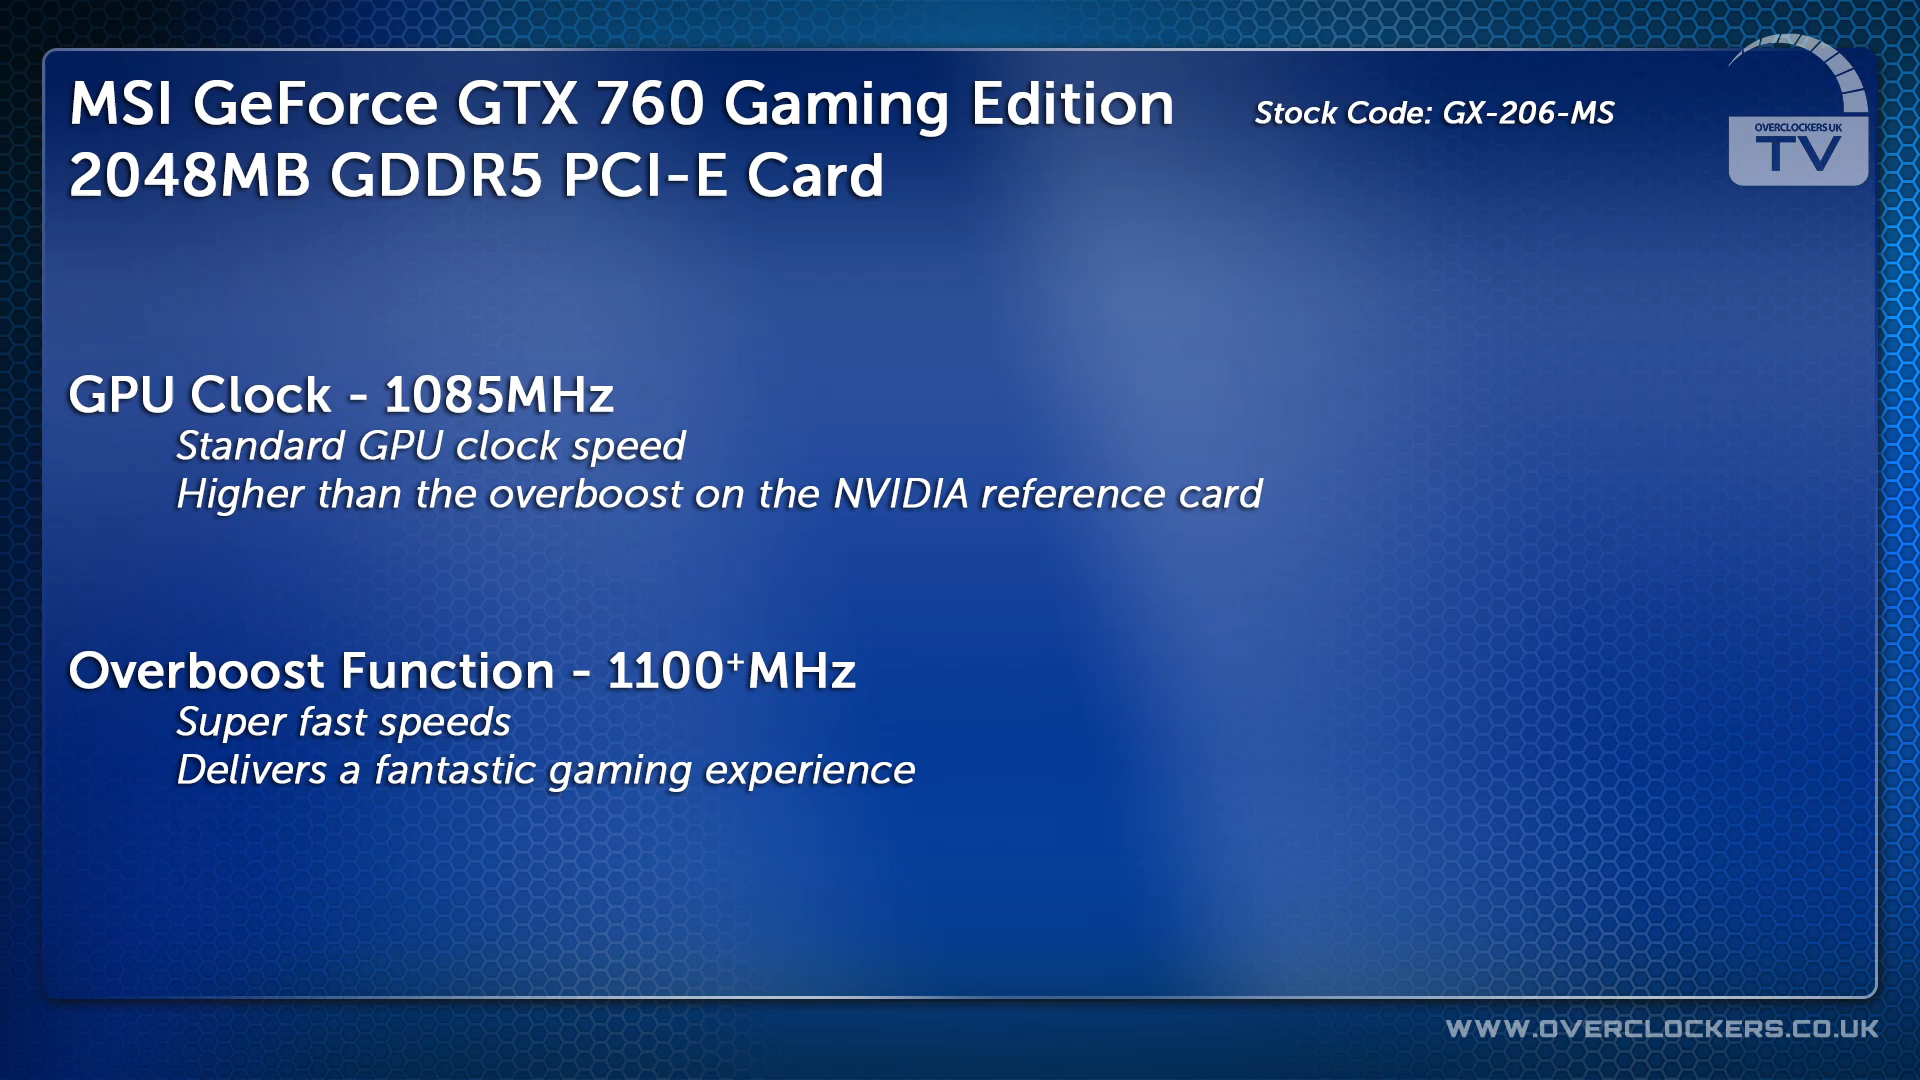 MSI GeForce GTX 760 Gaming Edition
2048MB GDDR5 PCI-E Card
Stock Code: GX-206-MS
OVERCLOCKERS UK
TV
GPU Clock - 1085MHz
Standard GPU clock speed
Higher than the overboost on the NVIDIA reference card
Overboost Function - 1100⁺MHz
Super fast speeds
Delivers a fantastic gaming experience
WWW.OVERCLOCKERS.CO.UK